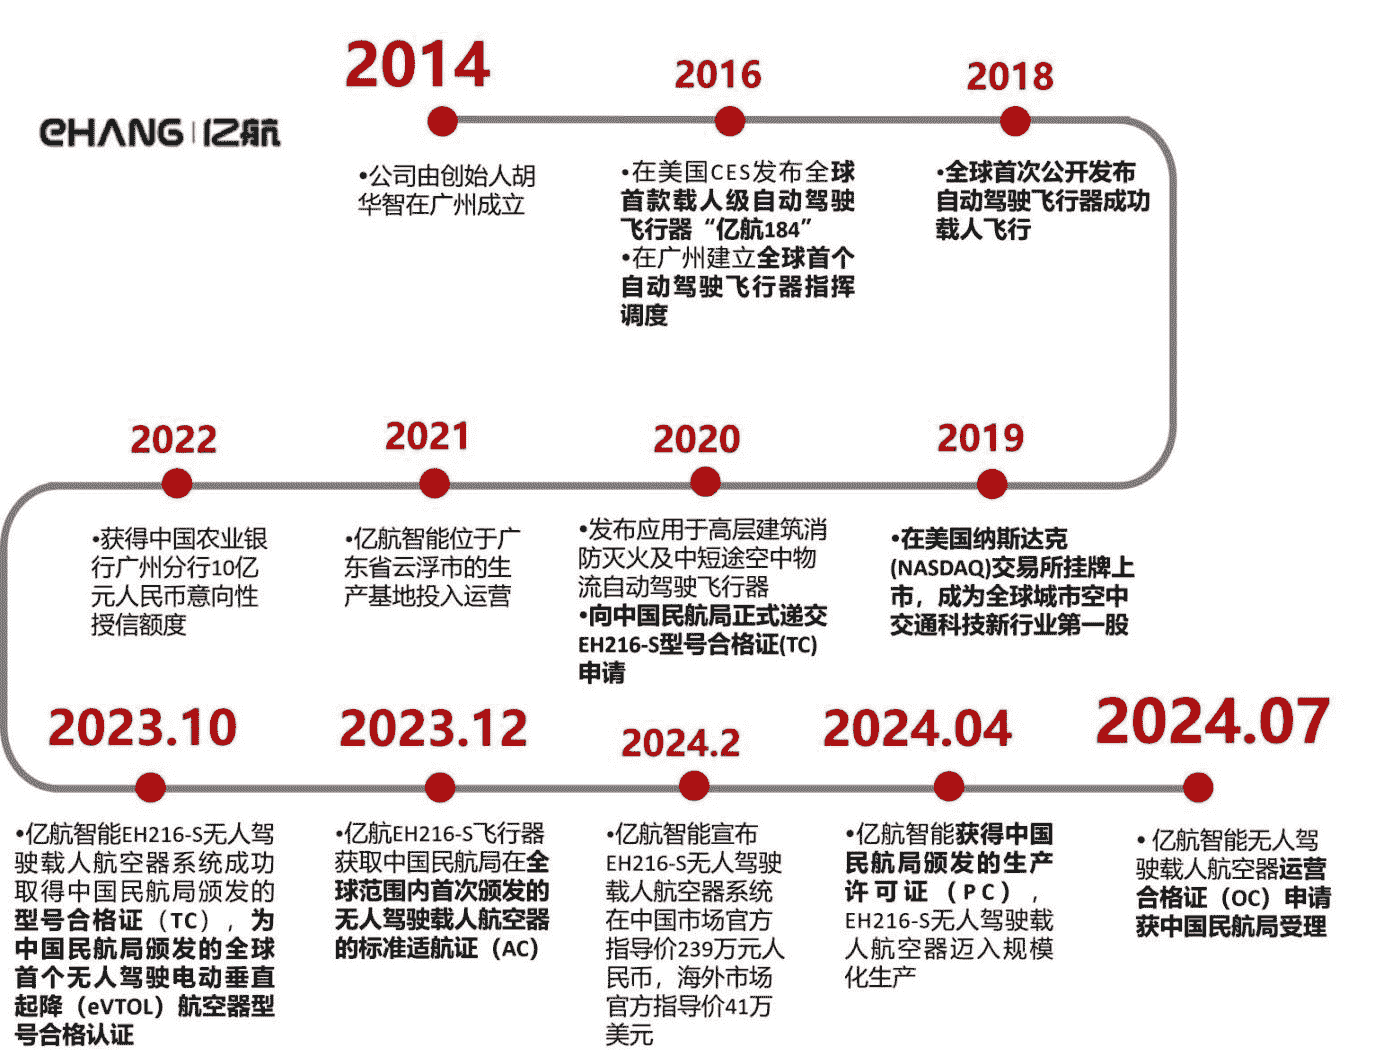 EHANG | 亿航
2014
•公司由创始人胡
华智在广州成立
2016
•在美国CES发布全球
首款载人级自动驾驶
飞行器“亿航184”
•在广州建立全球首个
自动驾驶飞行器指挥
调度
2018
•全球首次公开发布
自动驾驶飞行器成功
载人飞行
2019
•在美国纳斯达克
(NASDAQ)交易所挂牌上
市，成为全球城市空中
交通科技新行业第一股
2020
•发布应用于高层建筑消
防灭火及中短途空中物
流自动驾驶飞行器
•向中国民航局正式递交
EH216-S型号合格证(TC)
申请
2021
•亿航智能位于广
东省云浮市的生
产基地投入运营
2022
•获得中国农业银
行广州分行10亿
元人民币意向性
授信额度
2023.10
•亿航智能EH216-S无人驾
驶载人航空器系统成功
取得中国民航局颁发的
型号合格证（TC），为
中国民航局颁发的全球
首个无人驾驶电动垂直
起降（eVTOL）航空器型
号合格认证
2023.12
•亿航EH216-S飞行器
获取中国民航局在全
球范围内首次颁发的
无人驾驶载人航空器
的标准适航证（AC）
2024.2
•亿航智能宣布
EH216-S无人驾驶
载人航空器系统
在中国市场官方
指导价239万元人
民币，海外市场
官方指导价41万
美元
2024.04
•亿航智能获得中国
民航局颁发的生产
许可证（PC），
EH216-S无人驾驶载
人航空器迈入规模
化生产
2024.07
• 亿航智能无人驾
驶载人航空器运营
合格证（OC）申请
获中国民航局受理